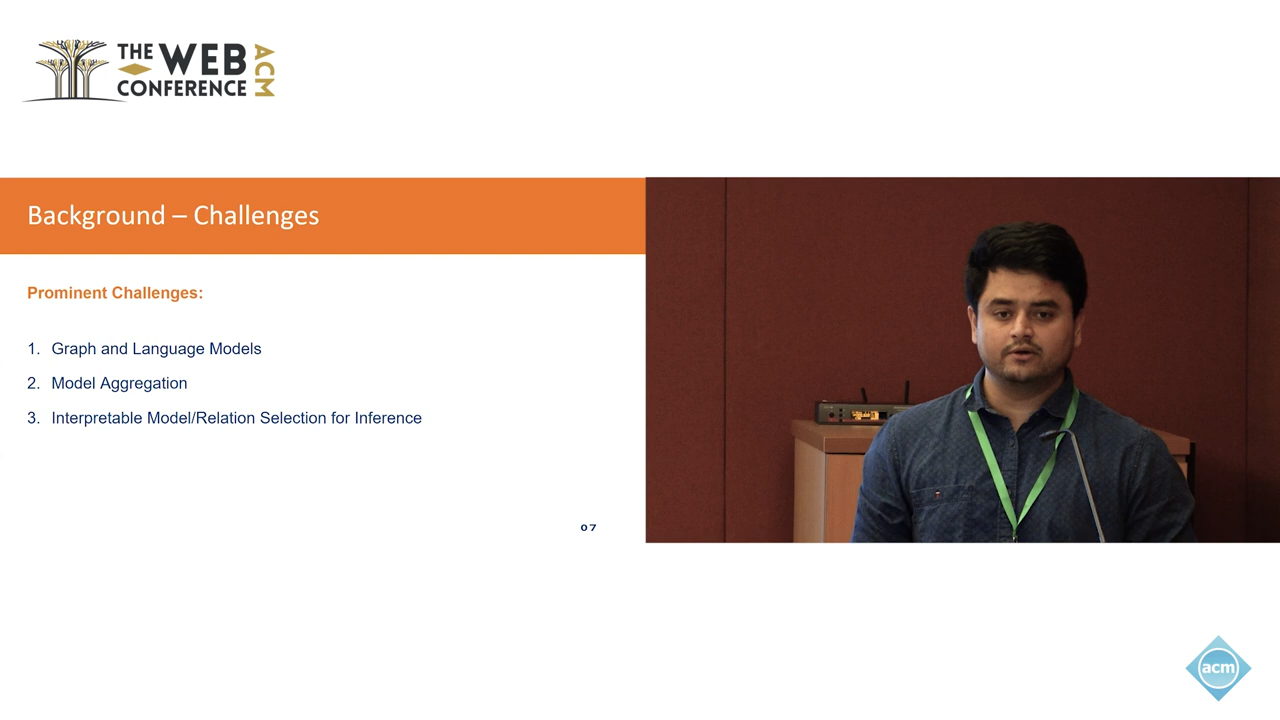 THE WEB
CONFERENCE
ACM
Background – Challenges
Prominent Challenges:
1. Graph and Language Models
2. Model Aggregation
3. Interpretable Model/Relation Selection for Inference
07
acm